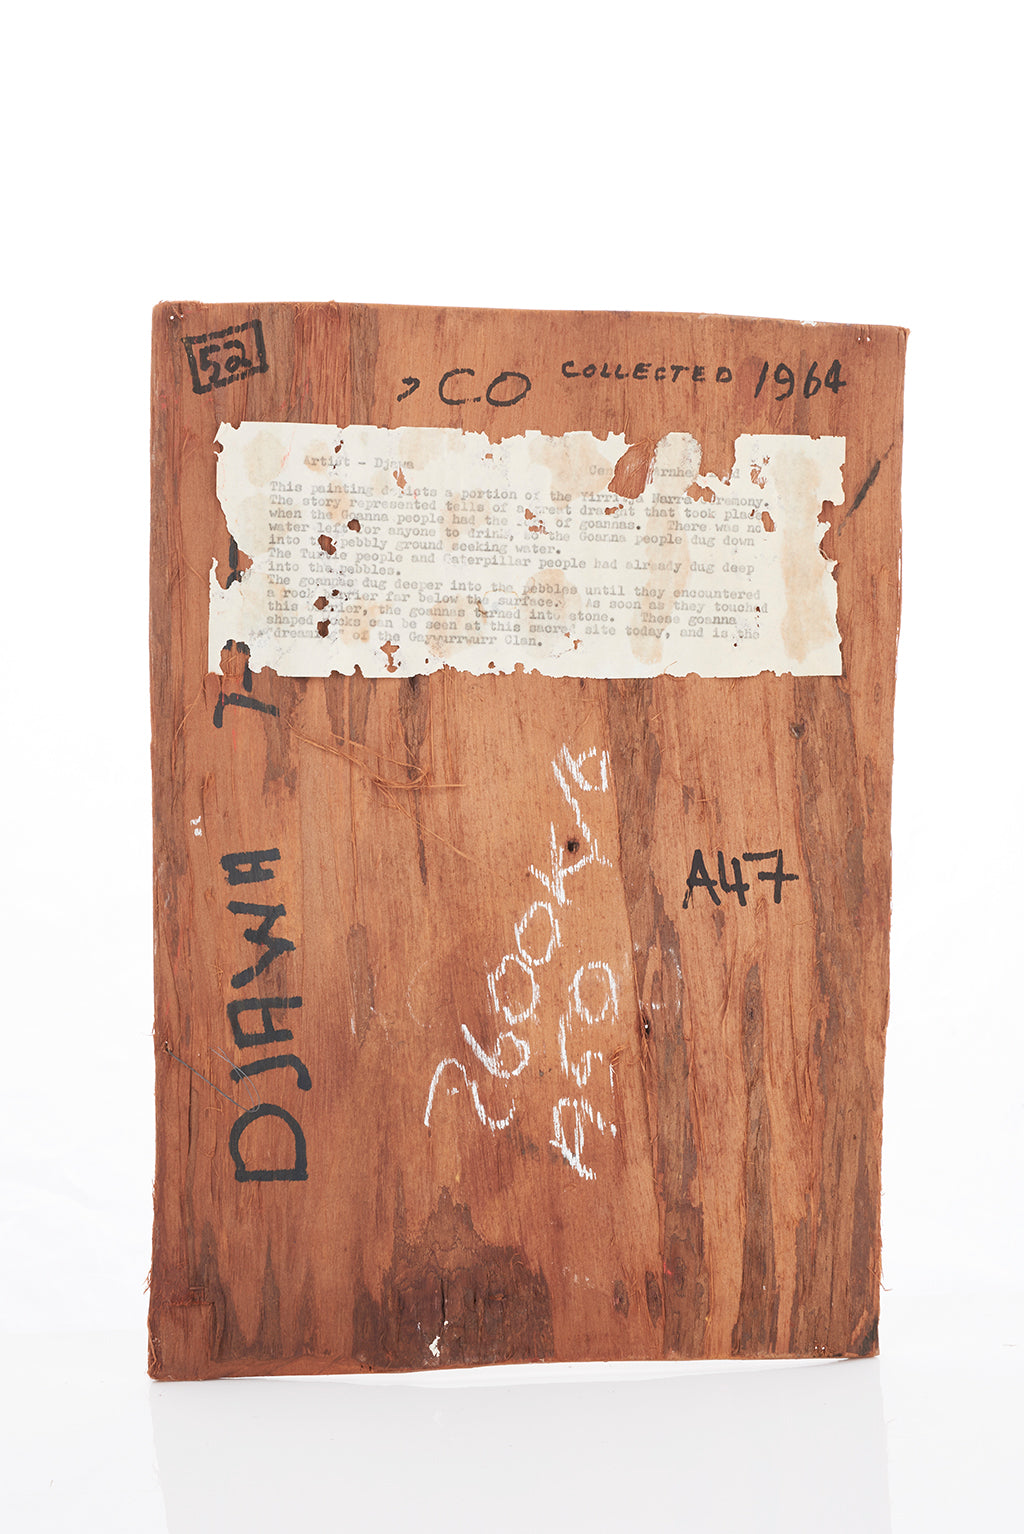 52
CO COLLECTED 1964
Artist - Djawa
This painting depicts a portion of the Yirritja Narra Ceremony.
The story represented tells of a great draught that took place
when the Goanna people had the of goannas. There was no
water left for anyone to drink, so the Goanna people dug down
into the pebbly ground seeking water.
The Turtle people and Caterpillar people had already dug deep
into the pebbles.
The goannas dug deeper into the pebbles until they encountered
a rock barrier far below the surface. As soon as they touched
this barrier, the goannas turned into stone. These goanna
shaped rocks can be seen at this sacred site today, and is the
"dreaming" of the Gaywurrwurr Clan.
DJAWA
A47